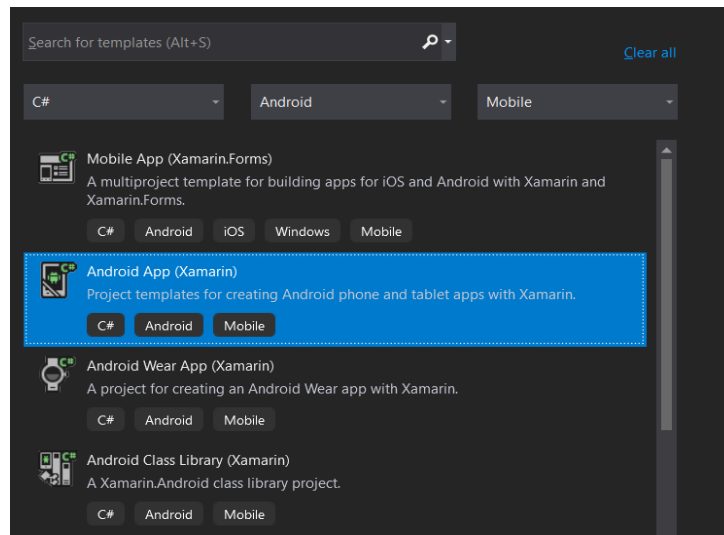 Search for templates (Alt+S)
Clear all
C# Android Mobile
C#
Mobile App (Xamarin.Forms)
A multiproject template for building apps for iOS and Android with Xamarin and
Xamarin.Forms.
C# Android iOS Windows Mobile
C#
Android App (Xamarin)
Project templates for creating Android phone and tablet apps with Xamarin.
C# Android Mobile
C#
Android Wear App (Xamarin)
A project for creating an Android Wear app with Xamarin.
C# Android Mobile
C#
Android Class Library (Xamarin)
A Xamarin.Android class library project.
C# Android Mobile